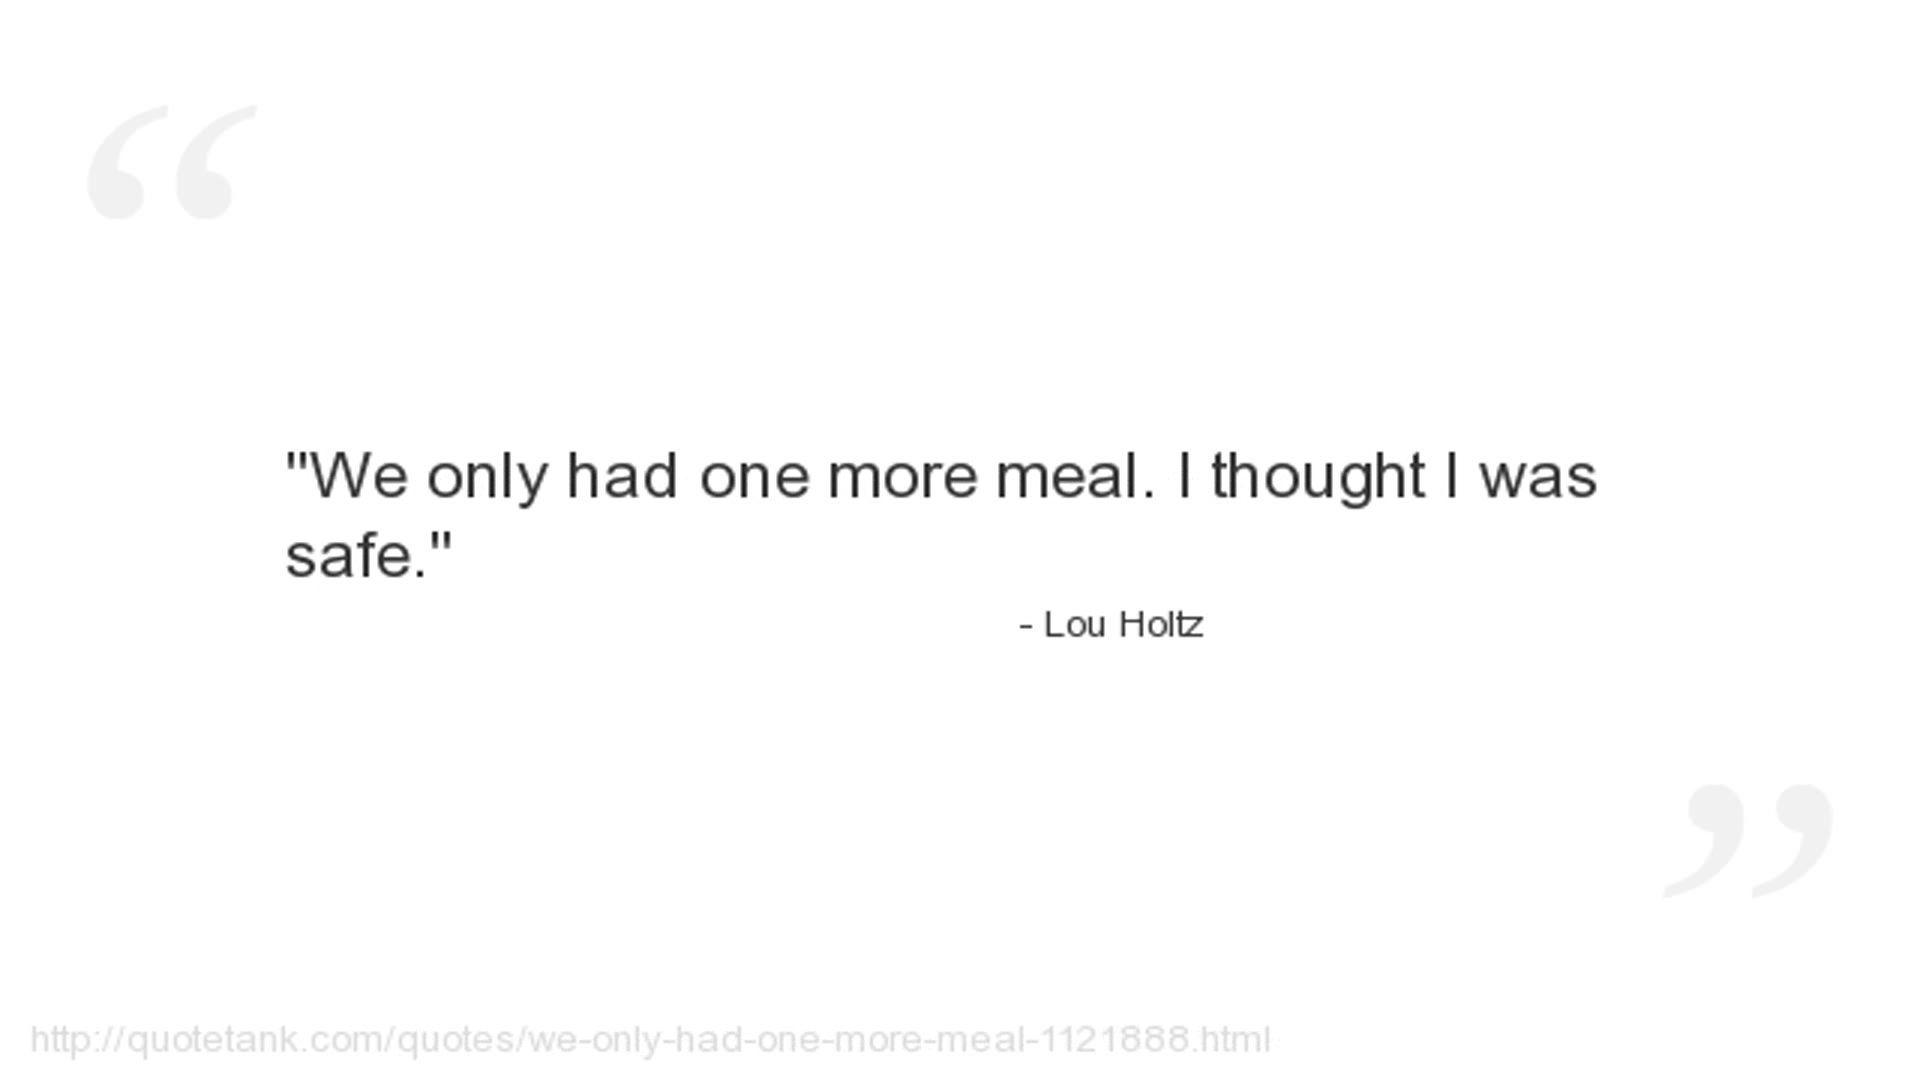 "We only had one more meal. I thought I was
safe."
- Lou Holtz
http://quotetank.com/quotes/we-only-had-one-more-meal-1121888.html